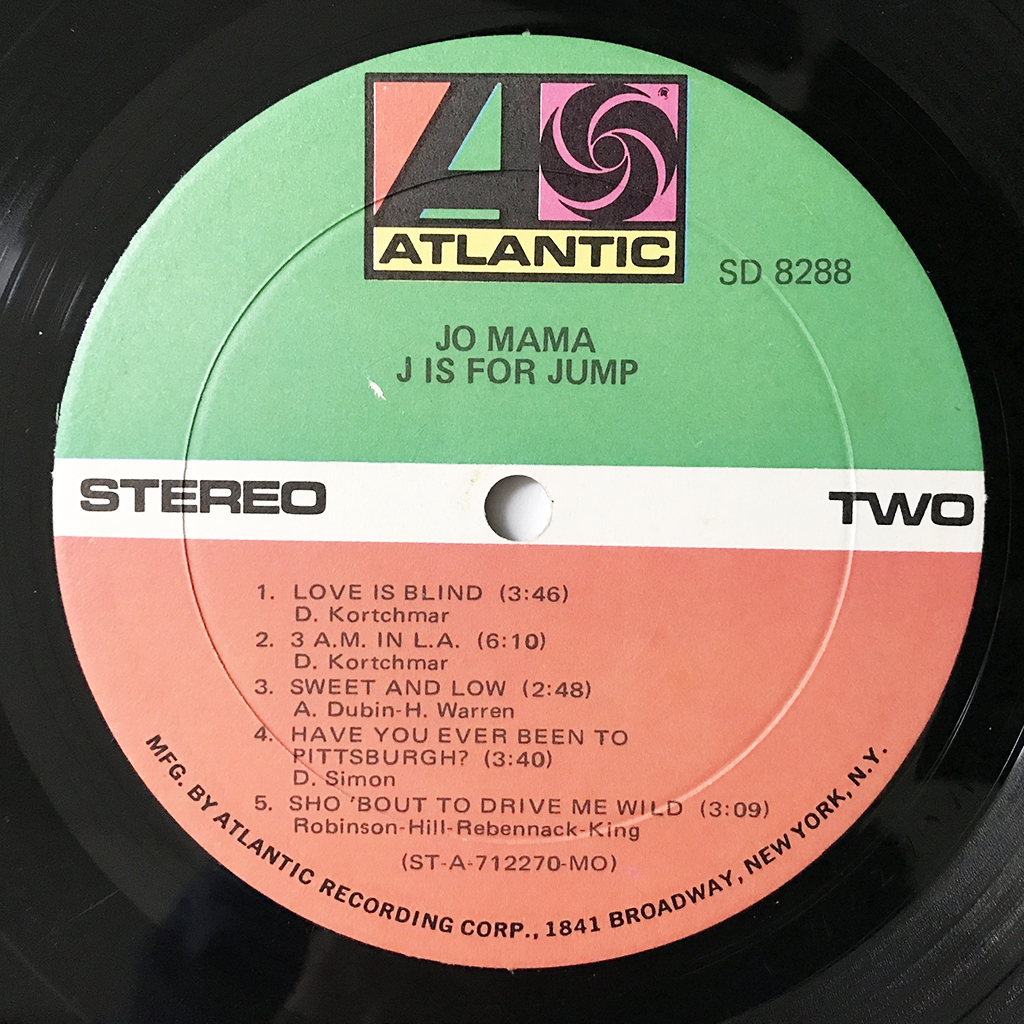 ATLANTIC
SD 8288
JO MAMA
J IS FOR JUMP
STEREO
TWO
1. LOVE IS BLIND (3:46)
D. Kortchmar
2. 3 A.M. IN L.A. (6:10)
D. Kortchmar
3. SWEET AND LOW (2:48)
A. Dubin-H. Warren
4. HAVE YOU EVER BEEN TO
PITTSBURGH? (3:40)
D. Simon
5. SHO 'BOUT TO DRIVE ME WILD (3:09)
Robinson-Hill-Rebennack-King
(ST-A-712270-MO)
MFG. BY ATLANTIC RECORDING CORP., 1841 BROADWAY, NEW YORK, N.Y.